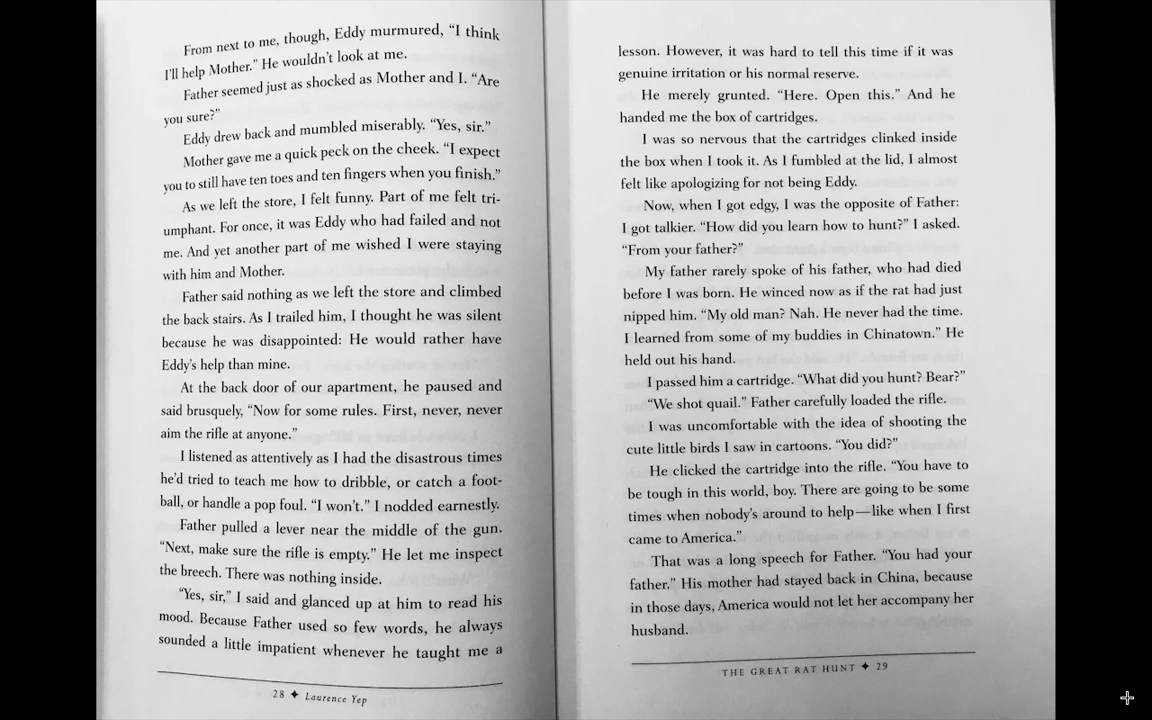 From next to me, though, Eddy murmured, “I think
I’ll help Mother.” He wouldn’t look at me.
Father seemed just as shocked as Mother and I. “Are
you sure?”
Eddy drew back and mumbled miserably. “Yes, sir.”
Mother gave me a quick peck on the cheek. “I expect
you to still have ten toes and ten fingers when you finish.”
As we left the store, I felt funny. Part of me felt tri-
umphant. For once, it was Eddy who had failed and not
me. And yet another part of me wished I were staying
with him and Mother.
Father said nothing as we left the store and climbed
the back stairs. As I trailed him, I thought he was silent
because he was disappointed: He would rather have
Eddy’s help than mine.
At the back door of our apartment, he paused and
said brusquely, “Now for some rules. First, never, never
aim the rifle at anyone.”
I listened as attentively as I had the disastrous times
he’d tried to teach me how to dribble, or catch a foot-
ball, or handle a pop foul. “I won’t.” I nodded earnestly.
Father pulled a lever near the middle of the gun.
“Next, make sure the rifle is empty.” He let me inspect
the breech. There was nothing inside.
“Yes, sir,” I said and glanced up at him to read his
mood. Because Father used so few words, he always
sounded a little impatient whenever he taught me a
28 ✦ Laurence Yep
lesson. However, it was hard to tell this time if it was
genuine irritation or his normal reserve.
He merely grunted. “Here. Open this.” And he
handed me the box of cartridges.
I was so nervous that the cartridges clinked inside
the box when I took it. As I fumbled at the lid, I almost
felt like apologizing for not being Eddy.
Now, when I got edgy, I was the opposite of Father:
I got talkier. “How did you learn how to hunt?” I asked.
“From your father?”
My father rarely spoke of his father, who had died
before I was born. He winced now as if the rat had just
nipped him. “My old man? Nah. He never had the time.
I learned from some of my buddies in Chinatown.” He
held out his hand.
I passed him a cartridge. “What did you hunt? Bear?”
“We shot quail.” Father carefully loaded the rifle.
I was uncomfortable with the idea of shooting the
cute little birds I saw in cartoons. “You did?”
He clicked the cartridge into the rifle. “You have to
be tough in this world, boy. There are going to be some
times when nobody’s around to help—like when I first
came to America.”
That was a long speech for Father. “You had your
father.” His mother had stayed back in China, because
in those days, America would not let her accompany her
husband.
THE GREAT RAT HUNT ✦ 29